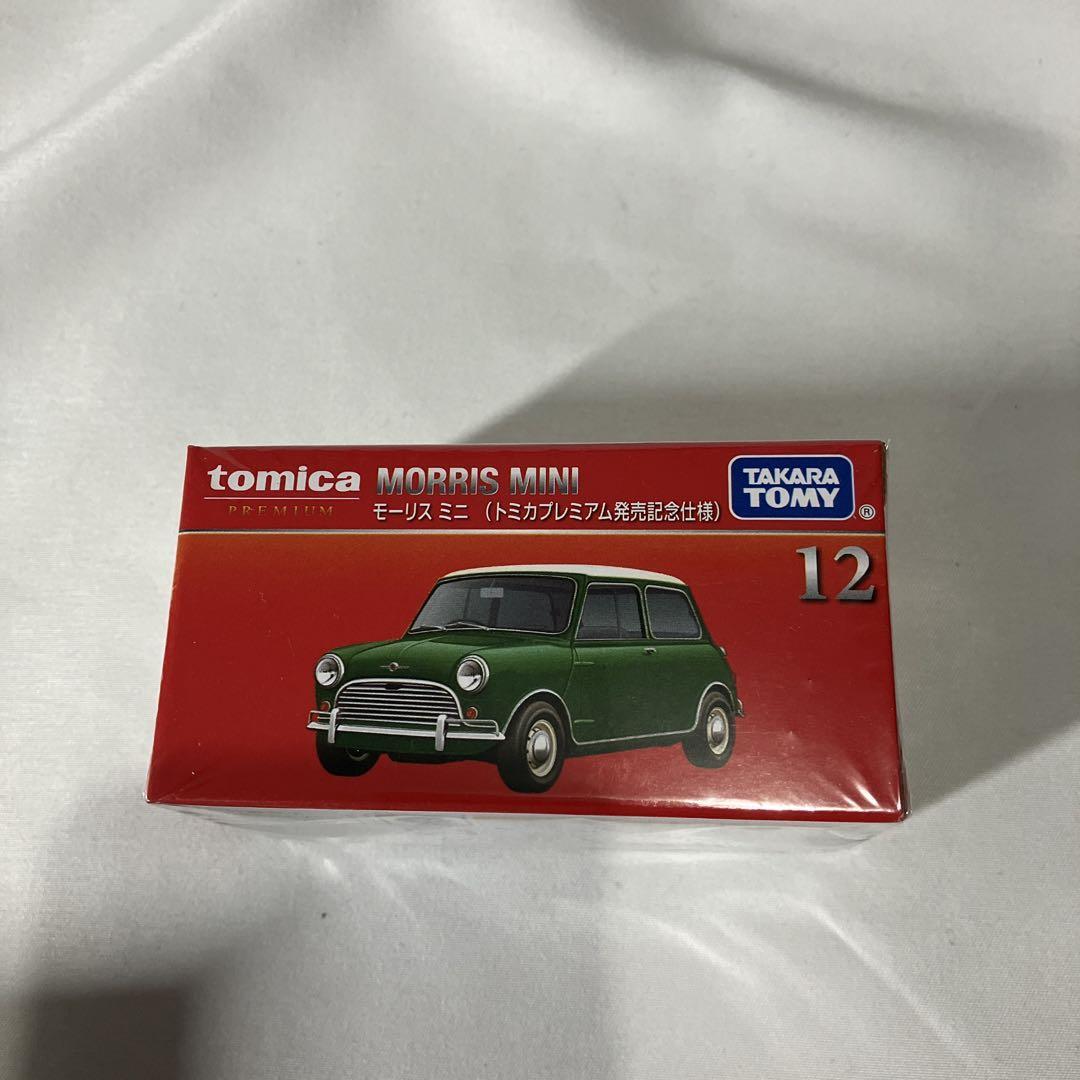 tomica MORRIS MINI
PREMIUM モーリス ミニ (トミカプレミアム発売記念仕様)
TAKARA
TOMY ®
12